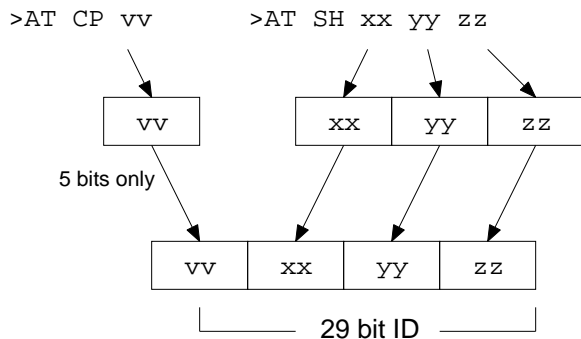 >AT CP vv >AT SH xx yy zz
vv xx yy zz
5 bits only
vv xx yy zz
29 bit ID